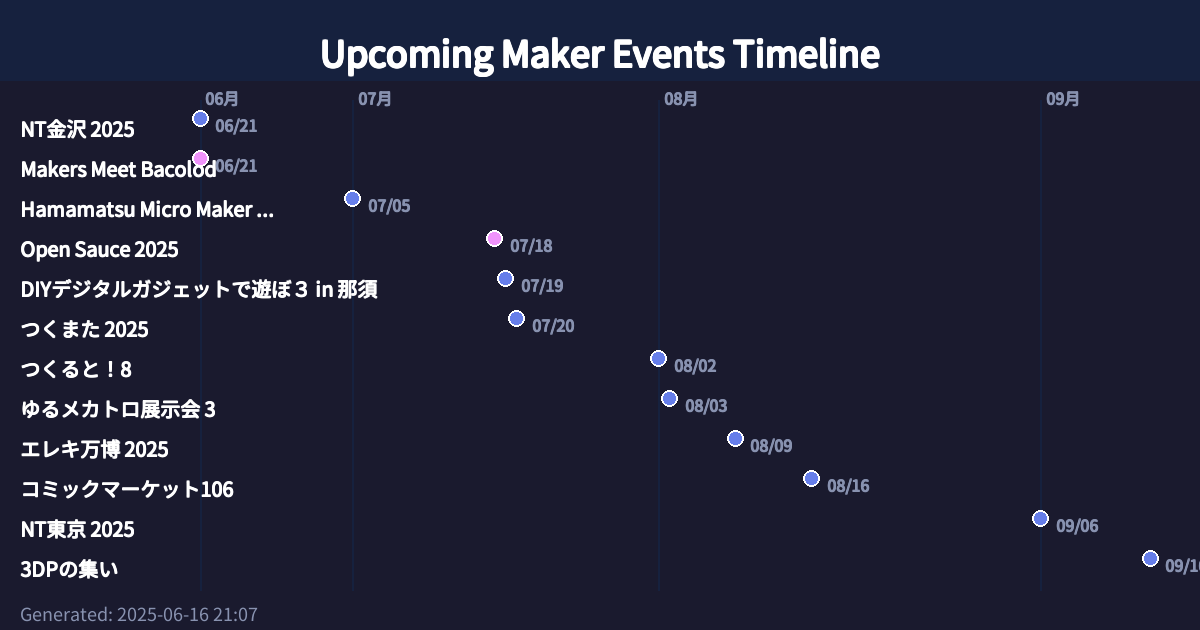 Upcoming Maker Events Timeline
06月 07月 08月 09月
NT金沢 2025 06/21
Makers Meet Bacolod 06/21
Hamamatsu Micro Maker ... 07/05
Open Sauce 2025 07/18
DIYデジタルガジェットで遊ぼ３ in 那須 07/19
つくまた 2025 07/20
つくると！8 08/02
ゆるメカトロ展示会 3 08/03
エレキ万博 2025 08/09
コミックマーケット106 08/16
NT東京 2025 09/06
3DPの集い
Generated: 2025-06-16 21:07